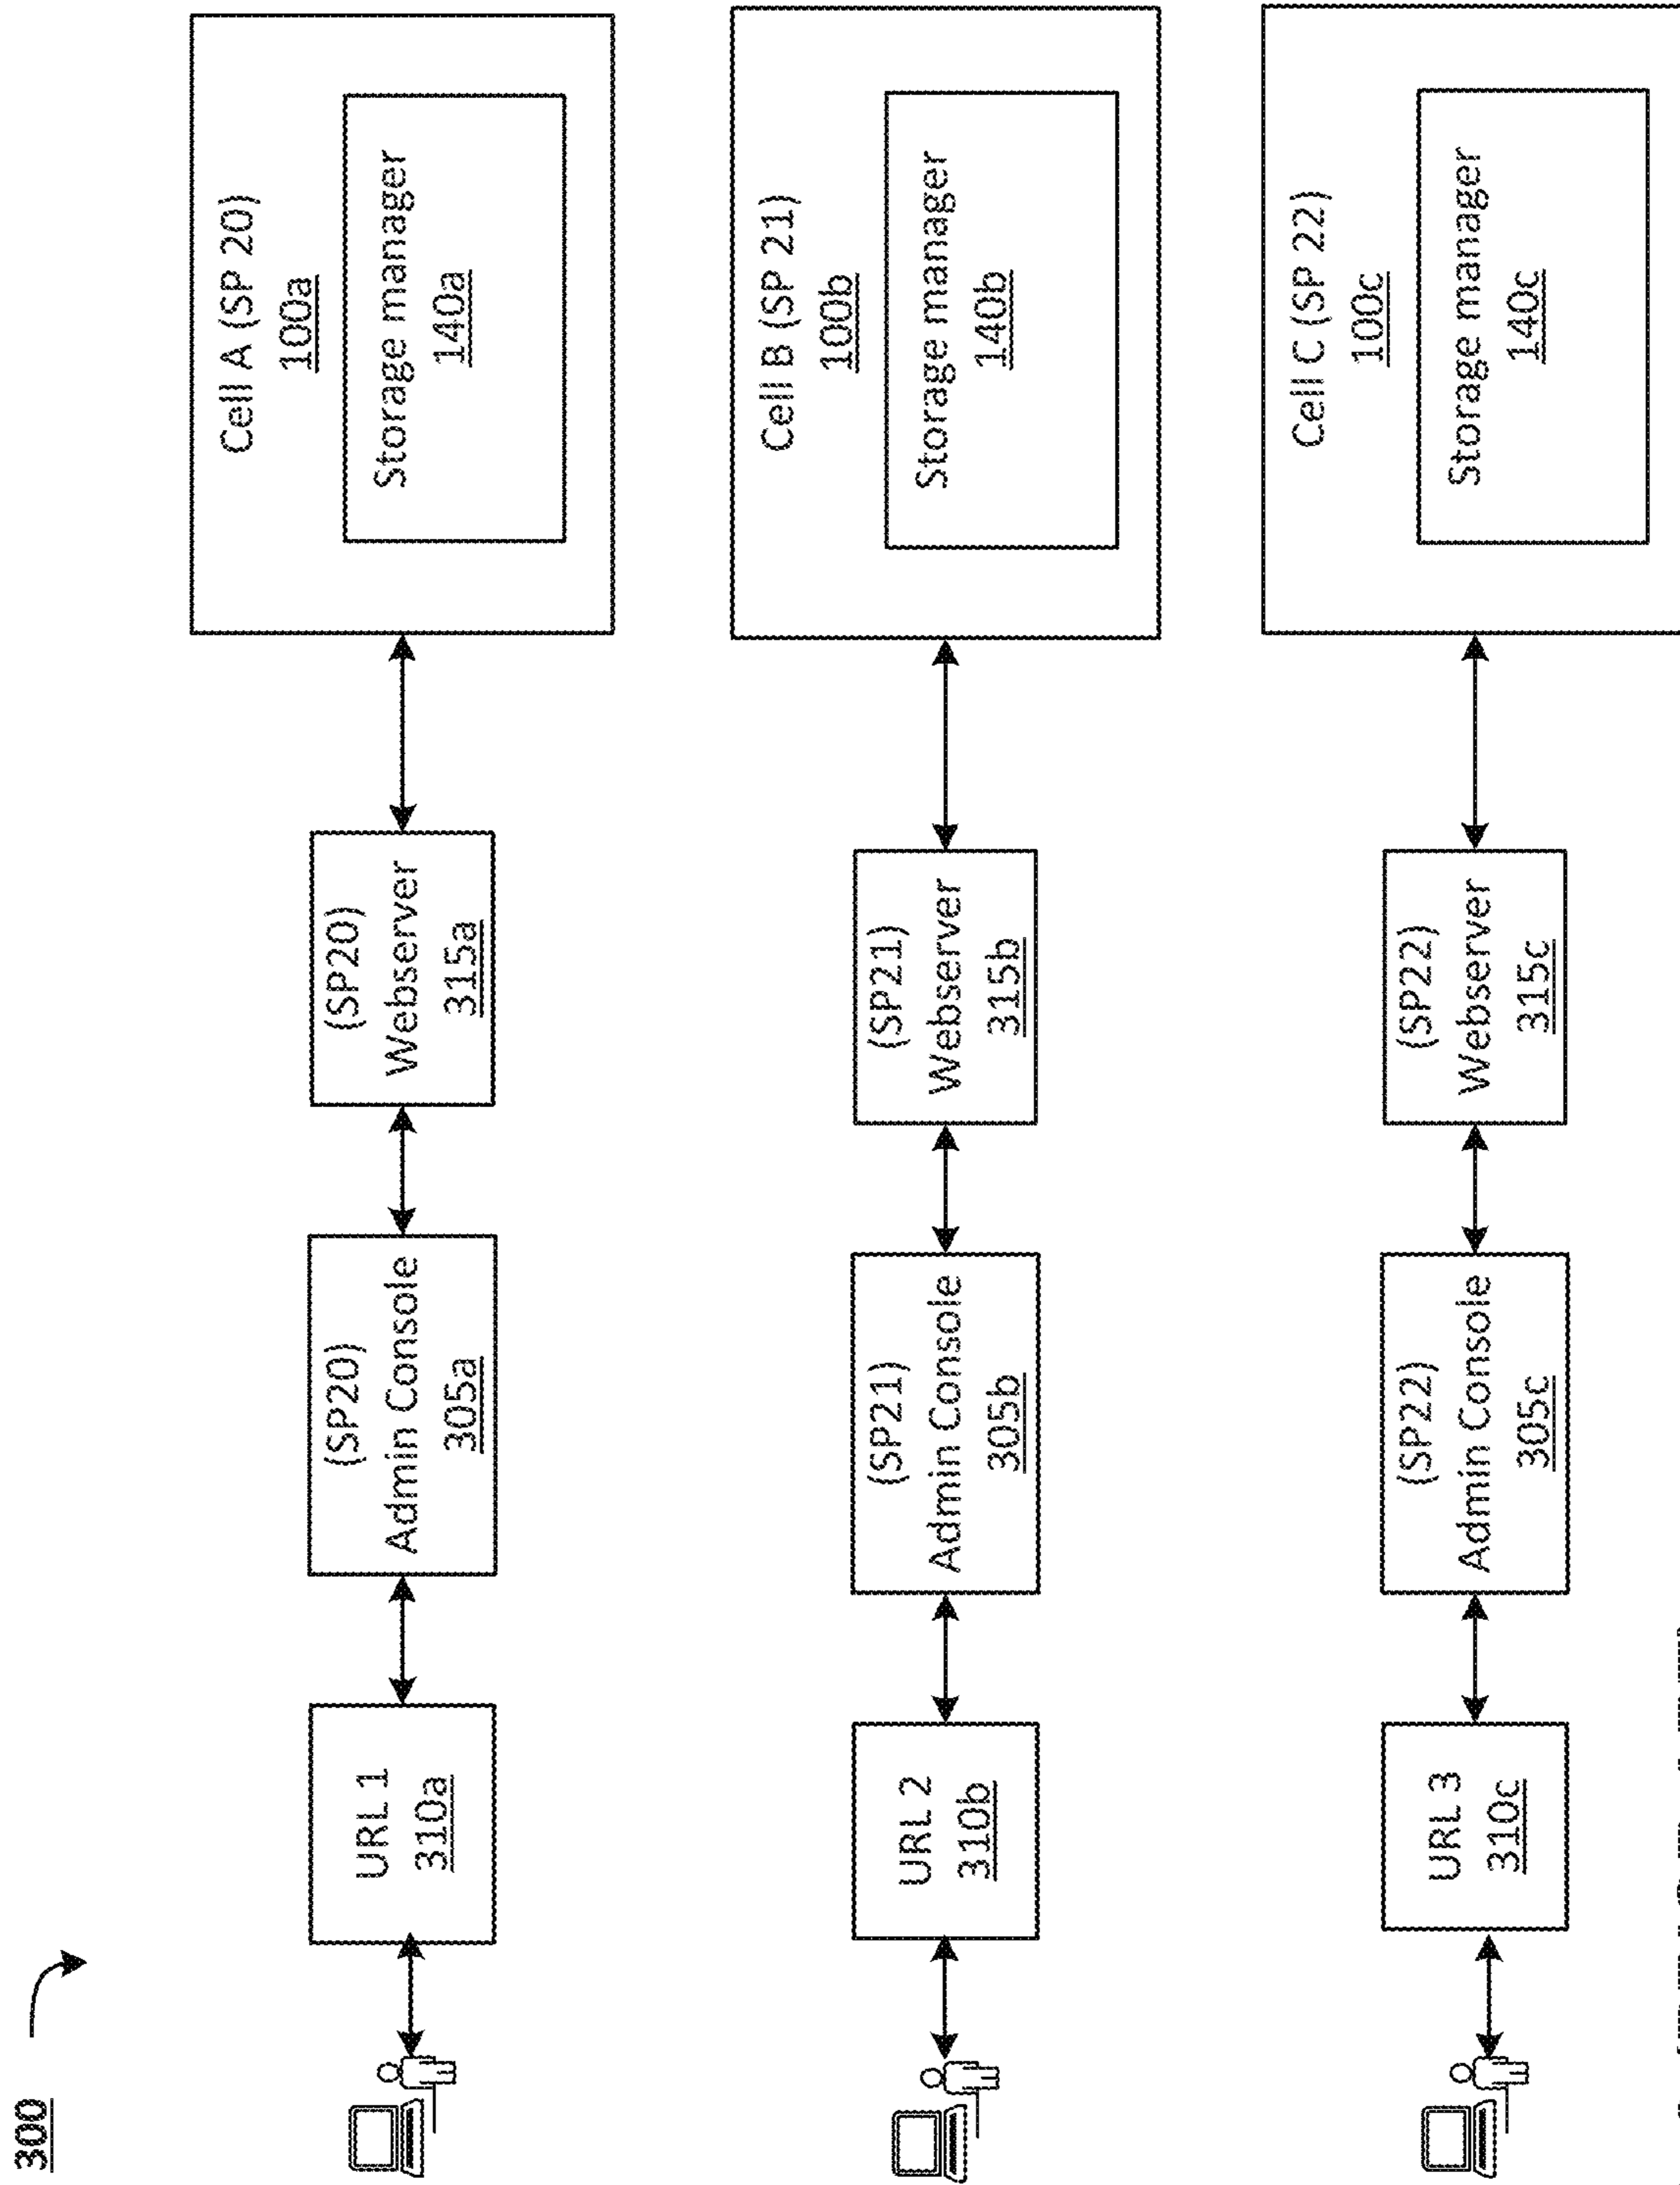 300
URL 1
310a
(SP20)
Admin Console
305a
(SP20)
Webserver
315a
Cell A (SP 20)
100a
Storage manager
140a
URL 2
310b
(SP21)
Admin Console
305b
(SP21)
Webserver
315b
Cell B (SP 21)
100b
Storage manager
140b
URL 3
310c
(SP22)
Admin Console
305c
(SP22)
Webserver
315c
Cell C (SP 22)
100c
Storage manager
140c